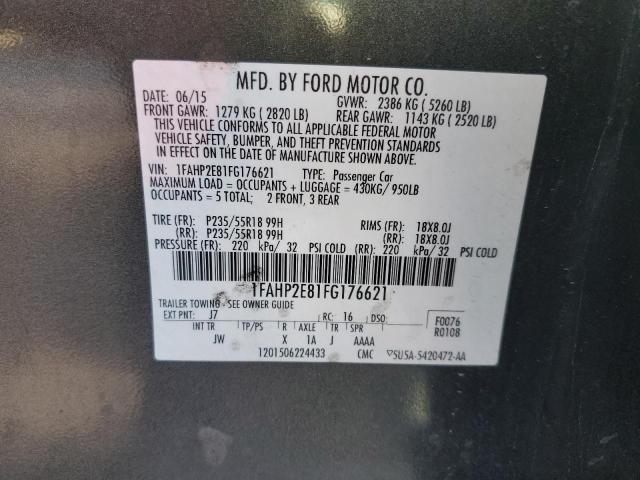 MFD. BY FORD MOTOR CO.
DATE: 06/15 GVWR: 2386 KG ( 5260 LB)
FRONT GAWR: 1279 KG ( 2820 LB) REAR GAWR: 1143 KG ( 2520 LB)
THIS VEHICLE CONFORMS TO ALL APPLICABLE FEDERAL MOTOR
VEHICLE SAFETY, BUMPER, AND THEFT PREVENTION STANDARDS
IN EFFECT ON THE DATE OF MANUFACTURE SHOWN ABOVE.
VIN: 1FAHP2E81FG176621 TYPE: Passenger Car
MAXIMUM LOAD = OCCUPANTS + LUGGAGE = 430KG/ 950LB
OCCUPANTS = 5 TOTAL; 2 FRONT, 3 REAR
TIRE (FR): P235/55R18 99H RIMS (FR): 18X8.0J
(RR): P235/55R18 99H (RR): 18X8.0J
PRESSURE (FR): 220 kPa/ 32 PSI COLD (RR): 220 kPa/ 32 PSI COLD
1FAHP2E81FG176621
TRAILER TOWING - SEE OWNER GUIDE
EXT PNT: J7 RC: 16 DSO: F0076
INT TR TP/PS R AXLE TR SPR R0108
JW X 1A J AAAA
1201506224433 CMC 5U5A-5420472-AA